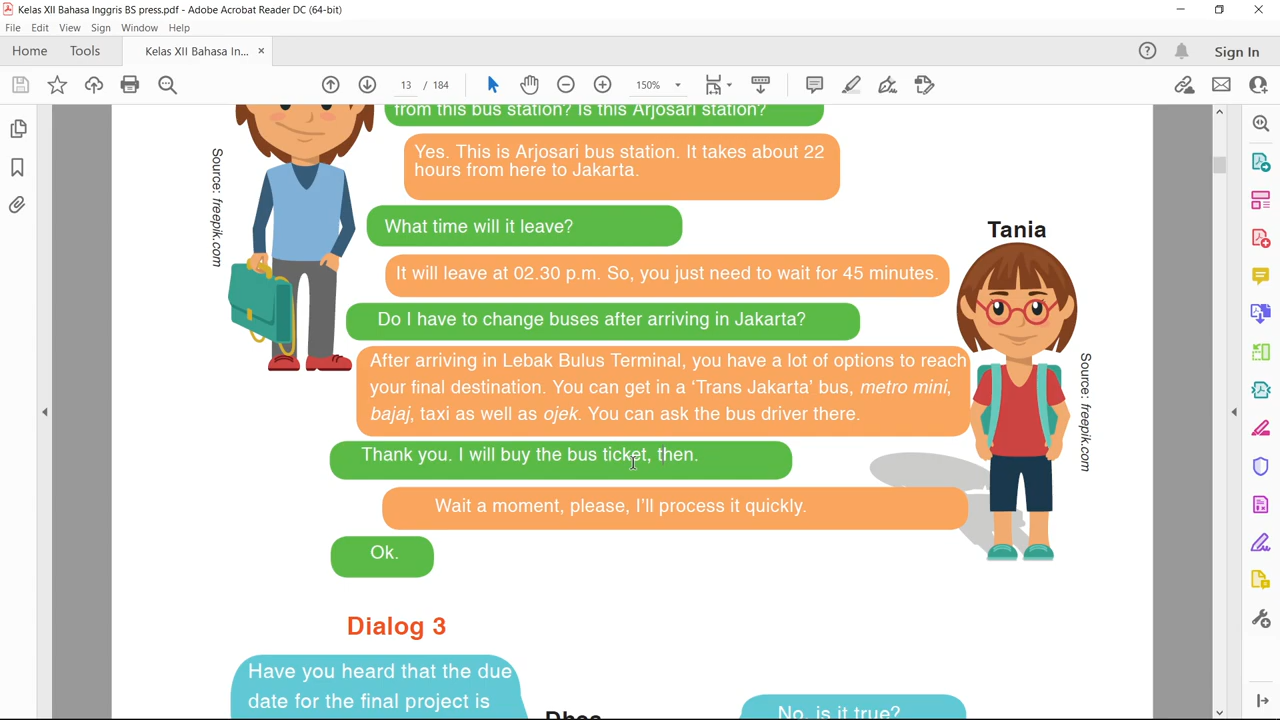 Kelas XII Bahasa Inggris BS press.pdf - Adobe Acrobat Reader DC (64-bit)
File Edit View Sign Window Help
Home Tools Kelas XII Bahasa In... × Sign In
13 / 184 150%
from this bus station? Is this Arjosari station?
Yes. This is Arjosari bus station. It takes about 22
hours from here to Jakarta.
Source: freepik.com
What time will it leave?
Tania
It will leave at 02.30 p.m. So, you just need to wait for 45 minutes.
Do I have to change buses after arriving in Jakarta?
After arriving in Lebak Bulus Terminal, you have a lot of options to reach
your final destination. You can get in a ‘Trans Jakarta’ bus, metro mini,
bajaj, taxi as well as ojek. You can ask the bus driver there.
Source: freepik.com
Thank you. I will buy the bus ticket, then.
Wait a moment, please, I’ll process it quickly.
Ok.
Dialog 3
Have you heard that the due
date for the final project is
No, is it true?